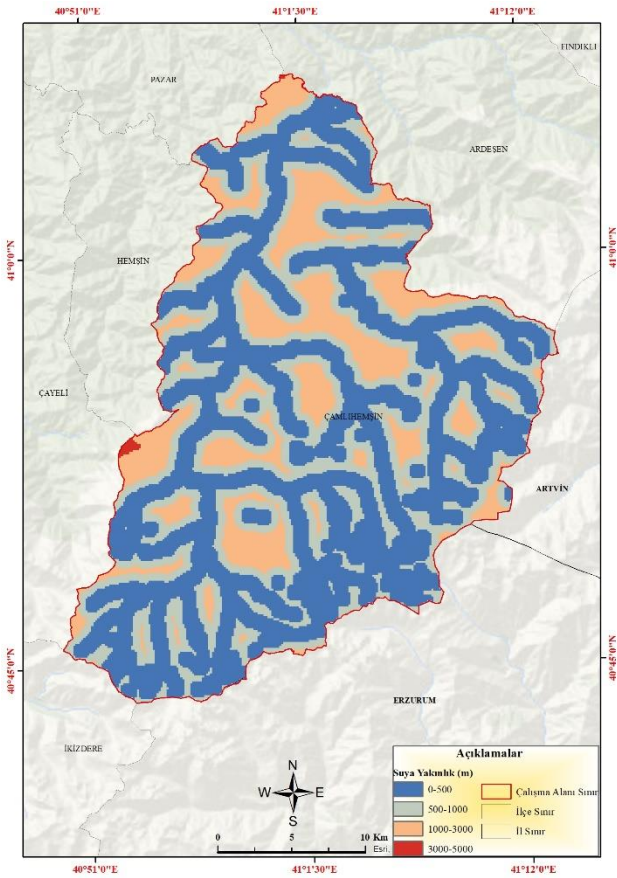 40°51'0"E 41°1'30"E 41°12'0"E
FINDIKLI
PAZAR
ARDEŞEN
41°0'0"N
HEMŞİN
41°0'0"N
ÇAYELİ
ÇAMLIHEMŞİN
ARTVİN
40°45'0"N
40°45'0"N
ERZURUM
İKİZDERE
N
W E
S
0 5 10 Km
Esri,
Açıklamalar
Suya Yakınlık (m)
0-500
500-1000
1000-3000
3000-5000
Çalışma Alanı Sınır
İlçe Sınır
İl Sınır
40°51'0"E 41°1'30"E 41°12'0"E